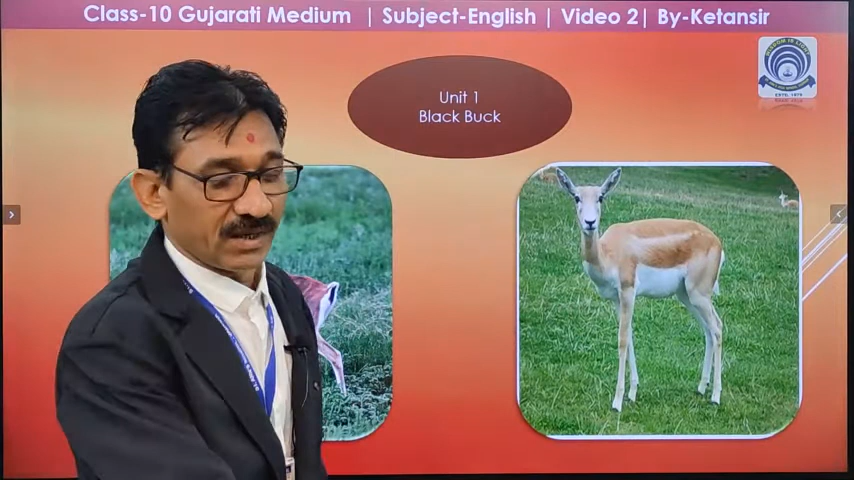 Class-10 Gujarati Medium | Subject-English | Video 2| By-Ketansir
Unit 1
Black Buck